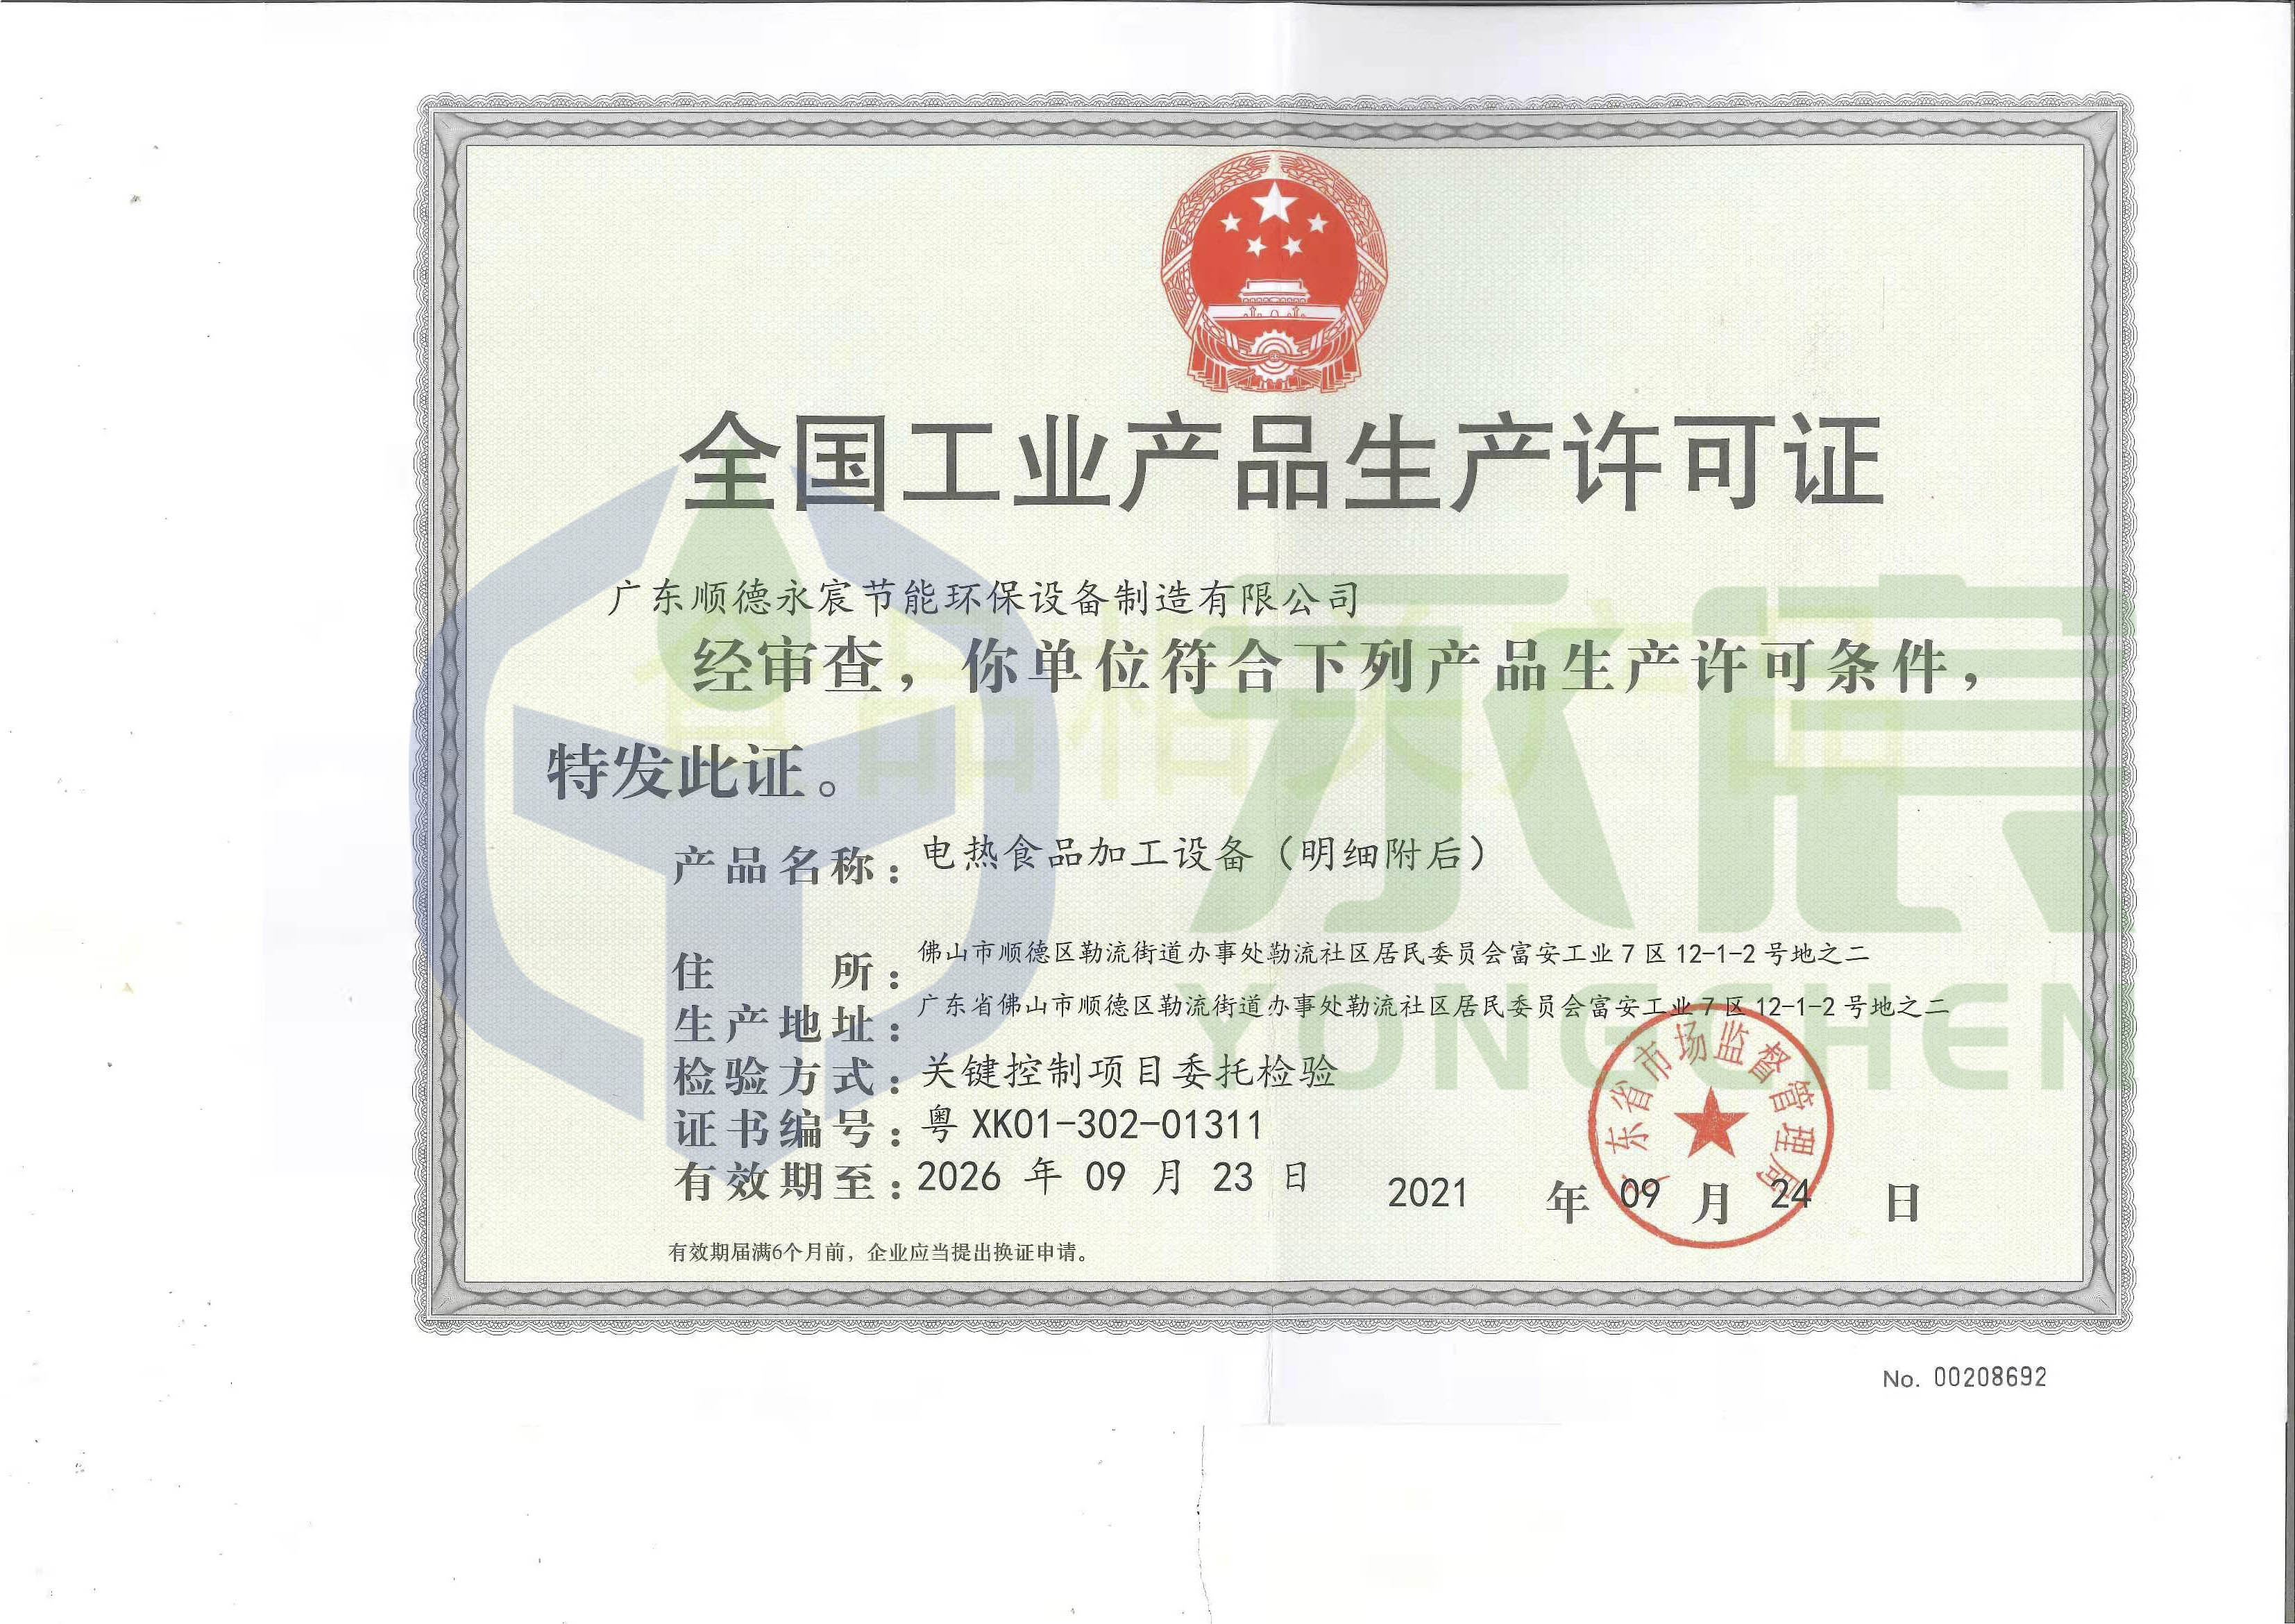 全国工业产品生产许可证
广东顺德永宸节能环保设备制造有限公司
经审查，你单位符合下列产品生产许可条件，
特发此证。
产品名称：电热食品加工设备（明细附后）
住所：佛山市顺德区勒流街道办事处勒流社区居民委员会富安工业7区12-1-2号地之二
生产地址：广东省佛山市顺德区勒流街道办事处勒流社区居民委员会富安工业7区12-1-2号地之二
检验方式：关键控制项目委托检验
证书编号：粤XK01-302-01311
有效期至：2026年09月23日
广东省市场监督管理局
2021年09月24日
有效期届满6个月前，企业应当提出换证申请。
No. 00208692
永宸
YONGCHEN